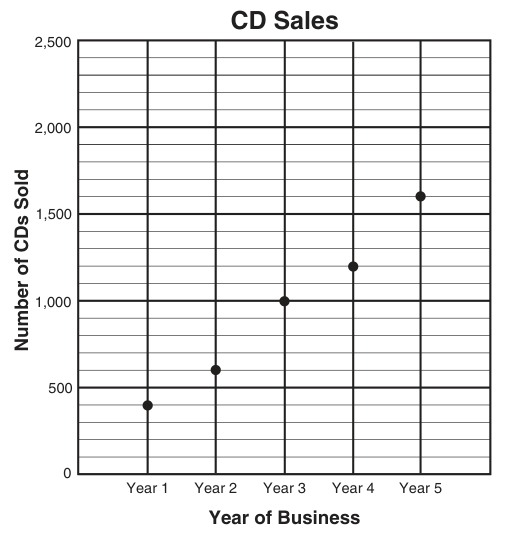 CD Sales
Number of CDs Sold
2,500
2,000
1,500
1,000
500
0
Year 1 Year 2 Year 3 Year 4 Year 5
Year of Business